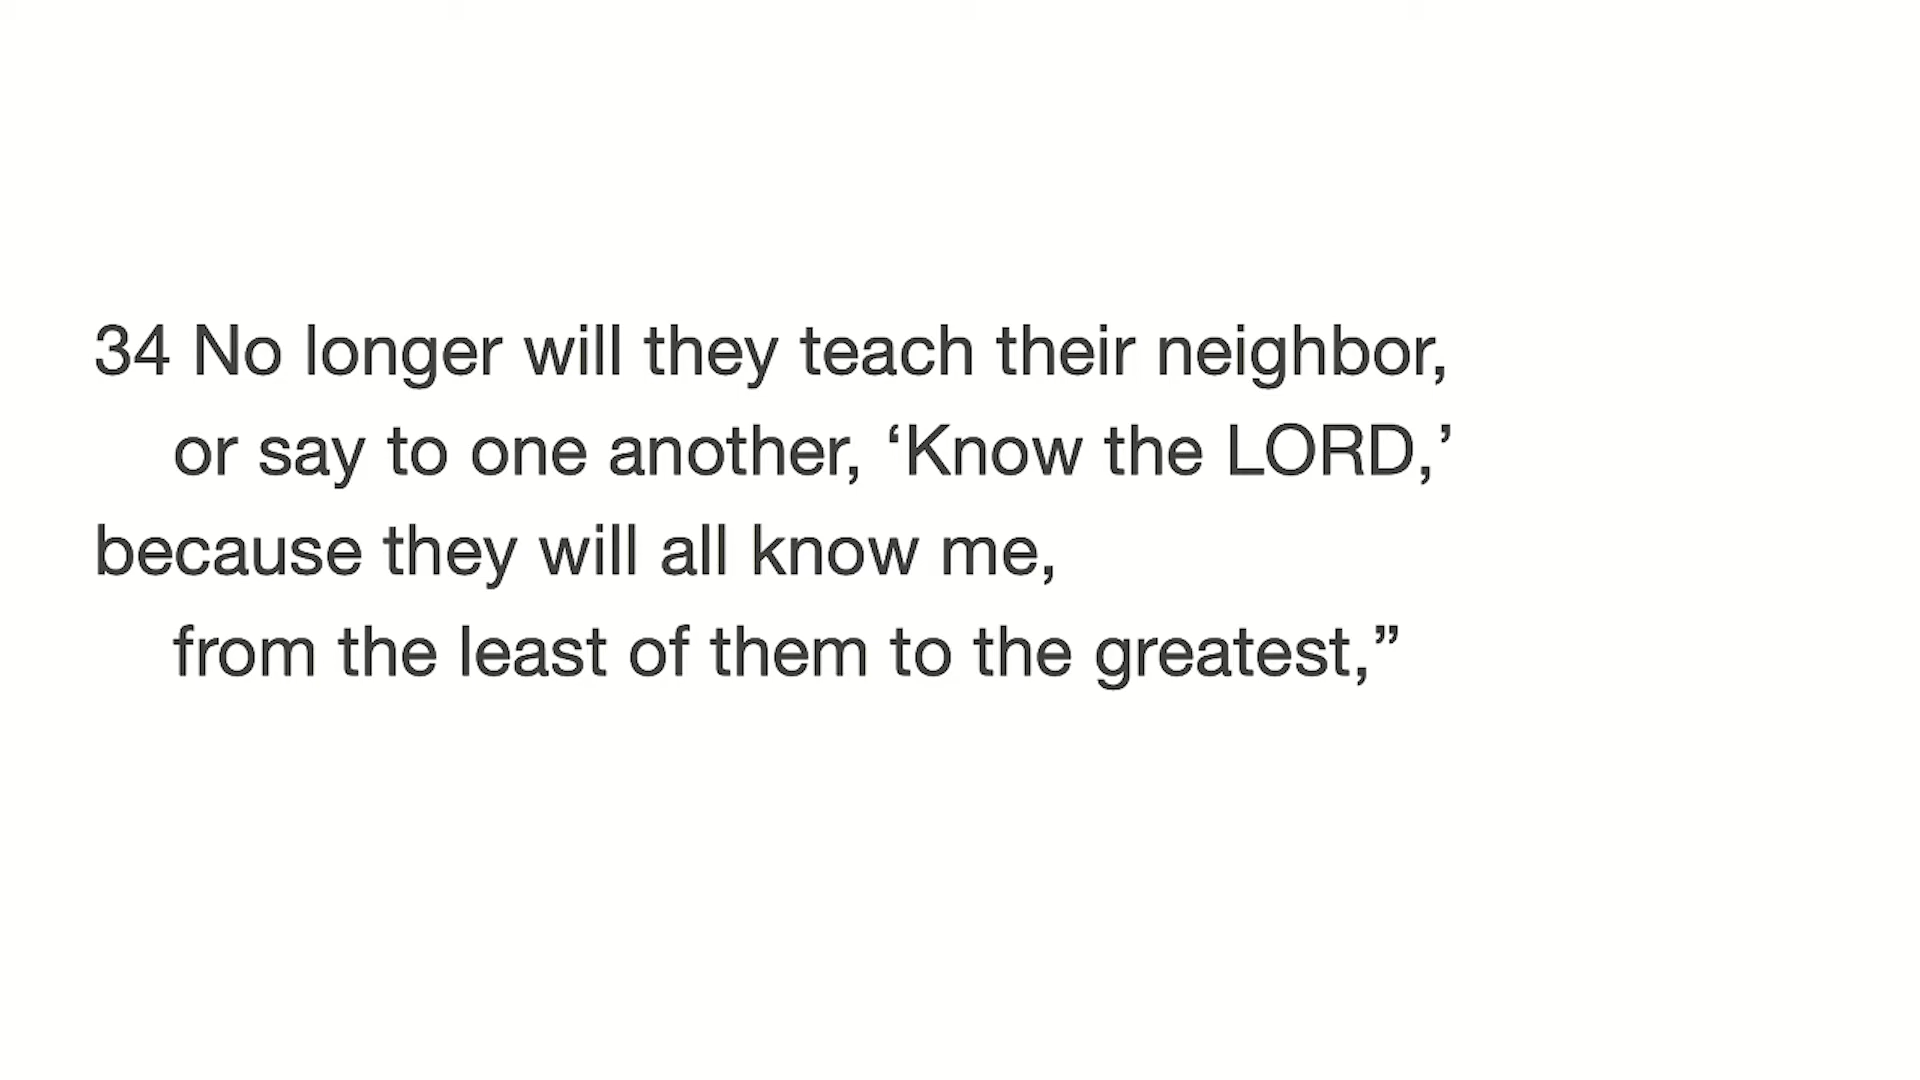 34 No longer will they teach their neighbor,
or say to one another, ‘Know the LORD,’
because they will all know me,
from the least of them to the greatest,”